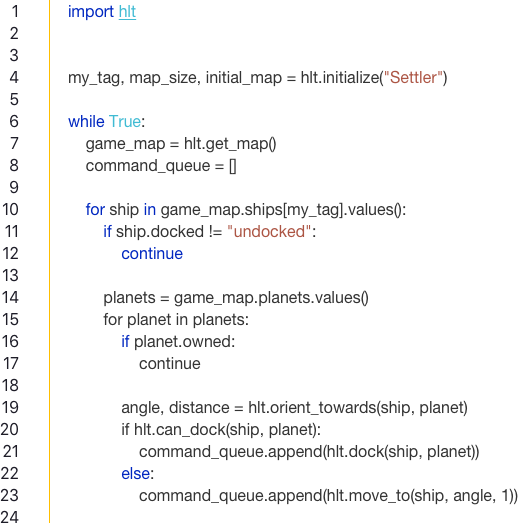 1 import hlt
2
3
4 my_tag, map_size, initial_map = hlt.initialize("Settler")
5
6 while True:
7 game_map = hlt.get_map()
8 command_queue = []
9
10 for ship in game_map.ships[my_tag].values():
11 if ship.docked != "undocked":
12 continue
13
14 planets = game_map.planets.values()
15 for planet in planets:
16 if planet.owned:
17 continue
18
19 angle, distance = hlt.orient_towards(ship, planet)
20 if hlt.can_dock(ship, planet):
21 command_queue.append(hlt.dock(ship, planet))
22 else:
23 command_queue.append(hlt.move_to(ship, angle, 1))
24